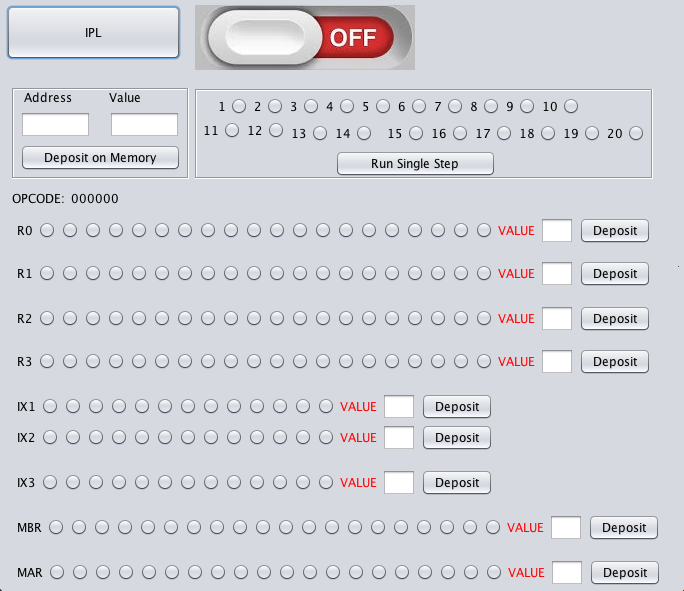 IPL
OFF
Address Value
Deposit on Memory
1 2 3 4 5 6 7 8 9 10
11 12 13 14 15 16 17 18 19 20
Run Single Step
OPCODE: 000000
R0 VALUE Deposit
R1 VALUE Deposit
R2 VALUE Deposit
R3 VALUE Deposit
IX1 VALUE Deposit
IX2 VALUE Deposit
IX3 VALUE Deposit
MBR VALUE Deposit
MAR VALUE Deposit